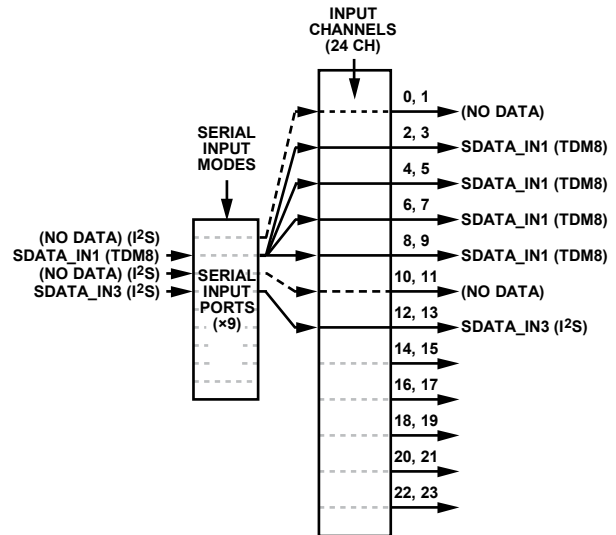 INPUT
CHANNELS
(24 CH)
SERIAL
INPUT
MODES
0, 1
(NO DATA)
2, 3
SDATA_IN1 (TDM8)
4, 5
SDATA_IN1 (TDM8)
6, 7
SDATA_IN1 (TDM8)
8, 9
SDATA_IN1 (TDM8)
10, 11
(NO DATA)
12, 13
SDATA_IN3 (I²S)
14, 15
16, 17
18, 19
20, 21
22, 23
(NO DATA) (I²S)
SDATA_IN1 (TDM8)
(NO DATA) (I²S)
SDATA_IN3 (I²S)
SERIAL
INPUT
PORTS
(×9)